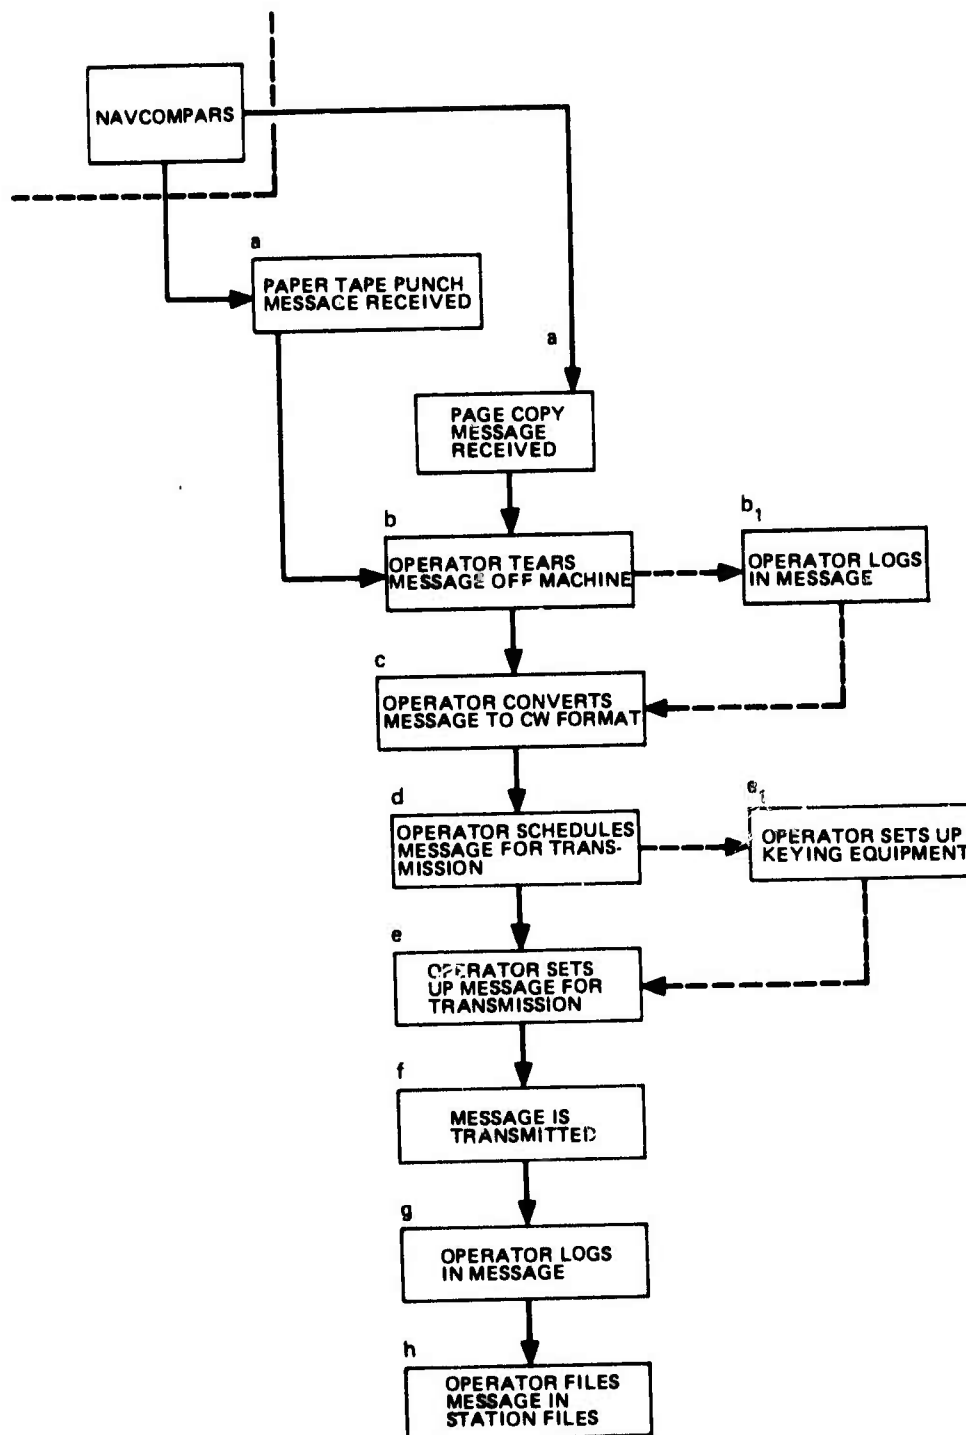 NAVCOMPARS
a
PAPER TAPE PUNCH
MESSACE RECEIVED
a
PAGE COPY
MESSAGE
RECEIVED
b
OPERATOR TEARS
MESSAGE OFF MACHINE
b1
OPERATOR LOGS
IN MESSAGE
c
OPERATOR CONVERTS
MESSAGE TO CW FORMAT
d
OPERATOR SCHEDULES
MESSAGE FOR TRANS-
MISSION
e1
OPERATOR SETS UP
KEYING EQUIPMENT
e
OPERATOR SETS
UP MESSAGE FOR
TRANSMISSION
f
MESSAGE IS
TRANSMITTED
g
OPERATOR LOGS
IN MESSAGE
h
OPERATOR FILES
MESSAGE IN
STATION FILES